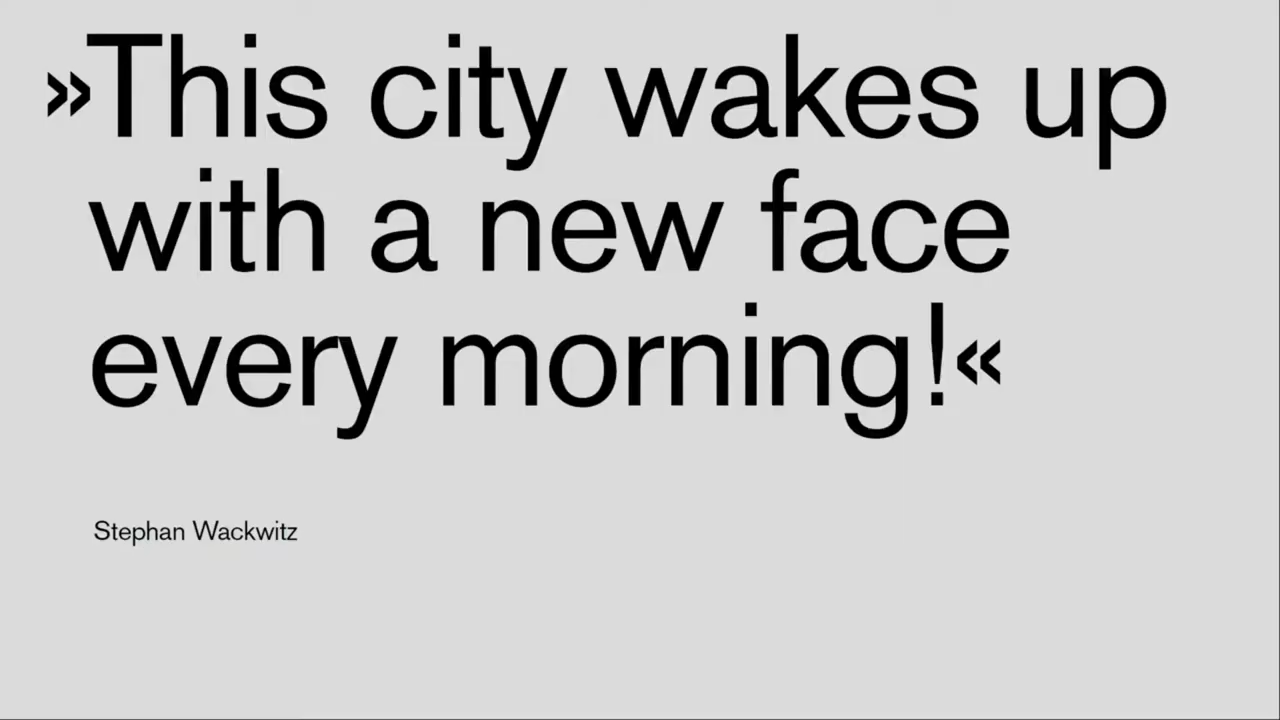 »This city wakes up
with a new face
every morning!«
Stephan Wackwitz